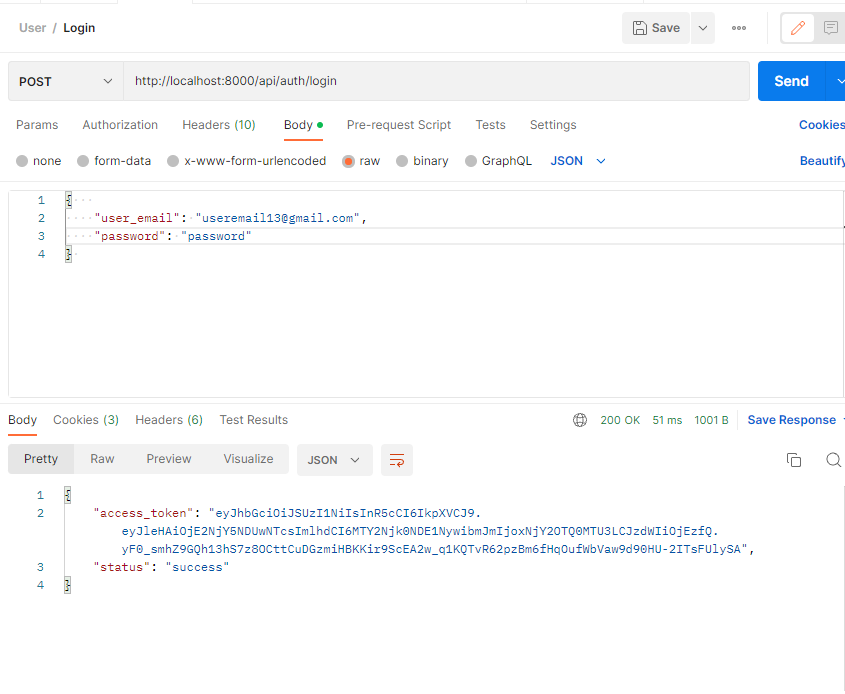 User / Login
Save
POST
http://localhost:8000/api/auth/login
Send
Params Authorization Headers (10) Body Pre-request Script Tests Settings Cookies
none form-data x-www-form-urlencoded raw binary GraphQL JSON Beautify
1 {
2 "user_email": "useremail13@gmail.com",
3 "password": "password"
4 }
Body Cookies (3) Headers (6) Test Results 200 OK 51 ms 1001 B Save Response
Pretty Raw Preview Visualize JSON
1 {
2 "access_token": "eyJhbGciOiJSUzI1NiIsInR5cCI6IkpXVCJ9.
eyJleHAiOjE2NjY5NDUwNTcsImlhdCI6MTY2Njk0NDE1NywibmJmIjoxNjY2OTQ0MTU3LCJzdWIiOjEzfQ.
yF0_smhZ9GQh13hS7z8OCttCuDGzmiHBKKir9ScEA2w_q1KQTvR62pzBm6fHqOufWbVaw9d90HU-2ITsFUlySA",
3 "status": "success"
4 }